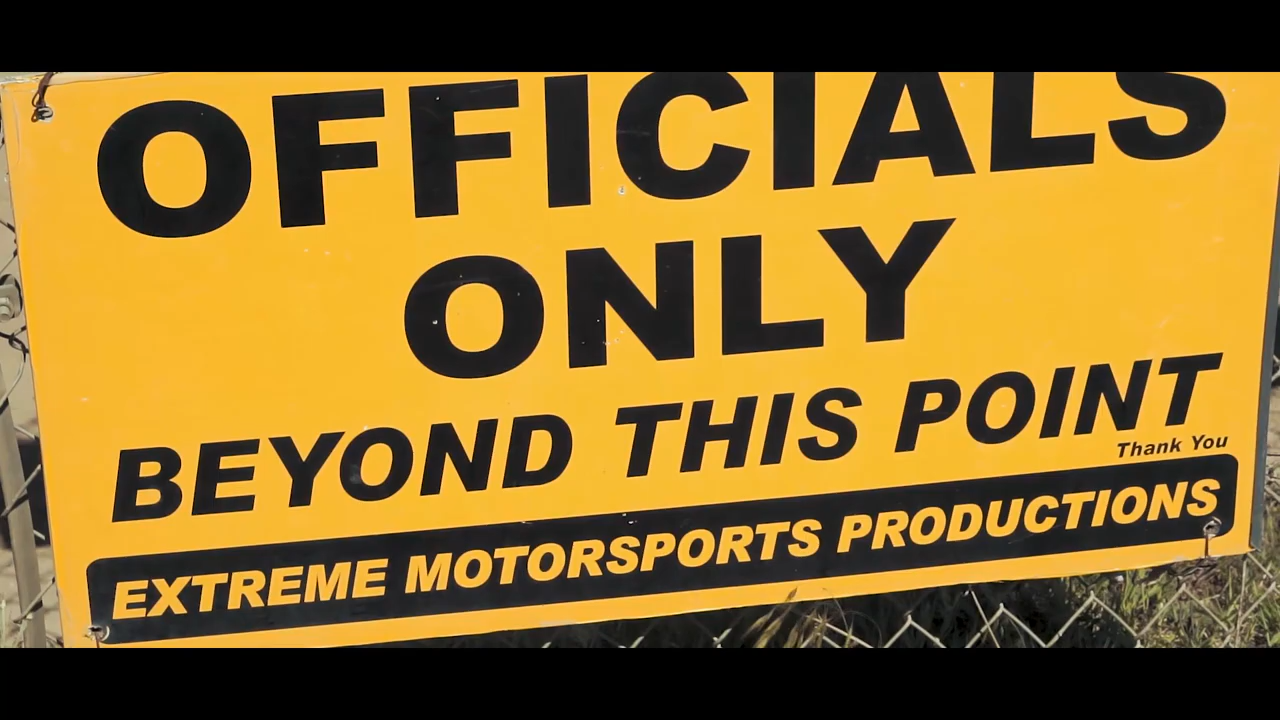 OFFICIALS
ONLY
BEYOND THIS POINT
Thank You
EXTREME MOTORSPORTS PRODUCTIONS